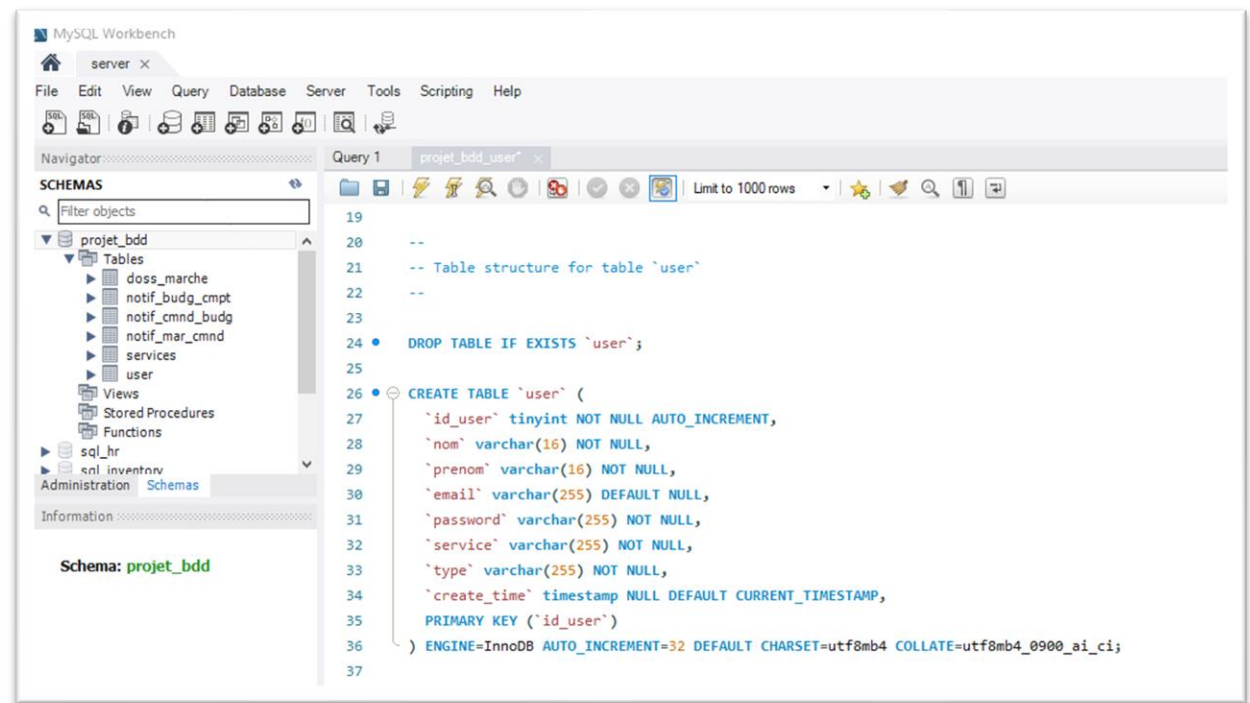 MySQL Workbench
server ×
File Edit View Query Database Server Tools Scripting Help
Navigator
SCHEMAS
Filter objects
projet_bdd
Tables
doss_marche
notif_budg_cmpt
notif_cmnd_budg
notif_mar_cmnd
services
user
Views
Stored Procedures
Functions
sql_hr
sql_inventory
Administration Schemas
Information
Schema: projet_bdd
Query 1 projet_bdd_user* ×
Limit to 1000 rows
19
20 --
21 -- Table structure for table `user`
22 --
23
24 DROP TABLE IF EXISTS `user`;
25
26 CREATE TABLE `user` (
27 `id_user` tinyint NOT NULL AUTO_INCREMENT,
28 `nom` varchar(16) NOT NULL,
29 `prenom` varchar(16) NOT NULL,
30 `email` varchar(255) DEFAULT NULL,
31 `password` varchar(255) NOT NULL,
32 `service` varchar(255) NOT NULL,
33 `type` varchar(255) NOT NULL,
34 `create_time` timestamp NULL DEFAULT CURRENT_TIMESTAMP,
35 PRIMARY KEY (`id_user`)
36 ) ENGINE=InnoDB AUTO_INCREMENT=32 DEFAULT CHARSET=utf8mb4 COLLATE=utf8mb4_0900_ai_ci;
37